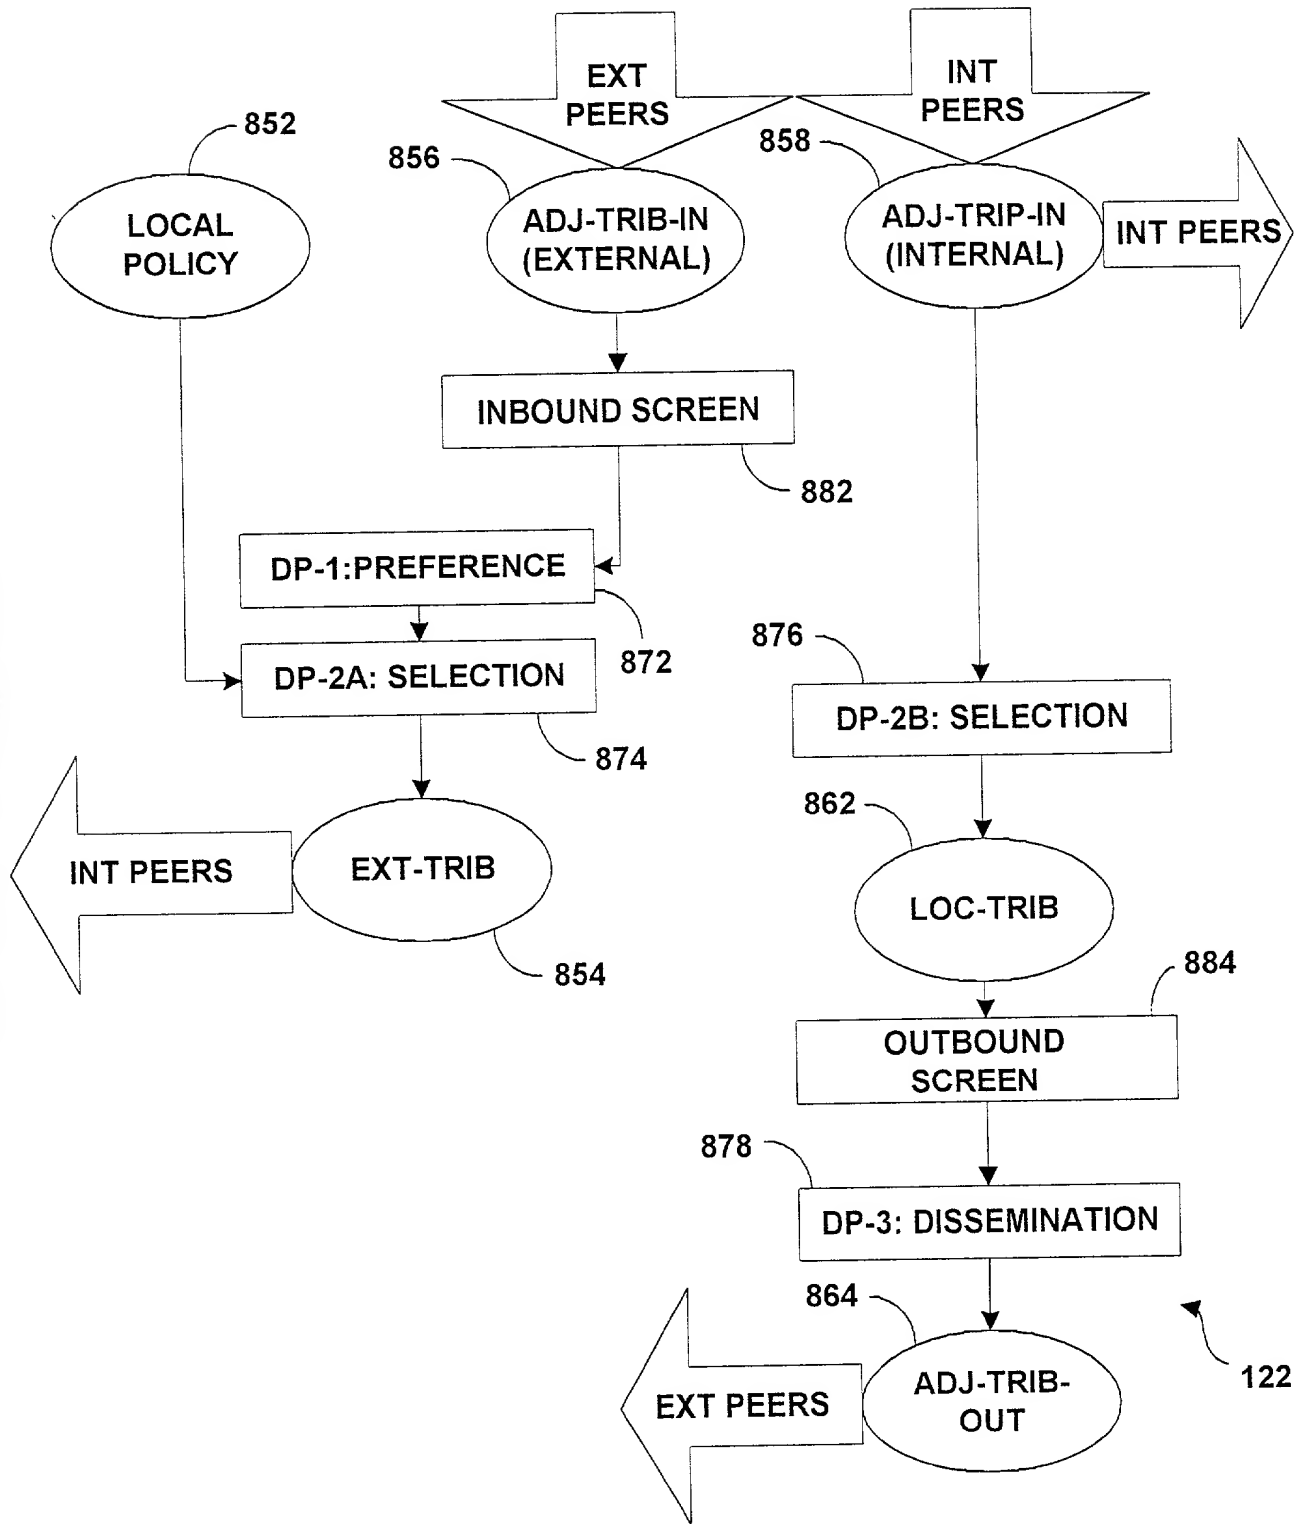 EXT
PEERS
INT
PEERS
852
856
858
LOCAL
POLICY
ADJ-TRIB-IN
(EXTERNAL)
ADJ-TRIP-IN
(INTERNAL)
INT PEERS
INBOUND SCREEN
882
DP-1:PREFERENCE
872
DP-2A: SELECTION
874
876
DP-2B: SELECTION
862
INT PEERS
EXT-TRIB
854
LOC-TRIB
884
OUTBOUND
SCREEN
878
DP-3: DISSEMINATION
864
122
EXT PEERS
ADJ-TRIB-
OUT